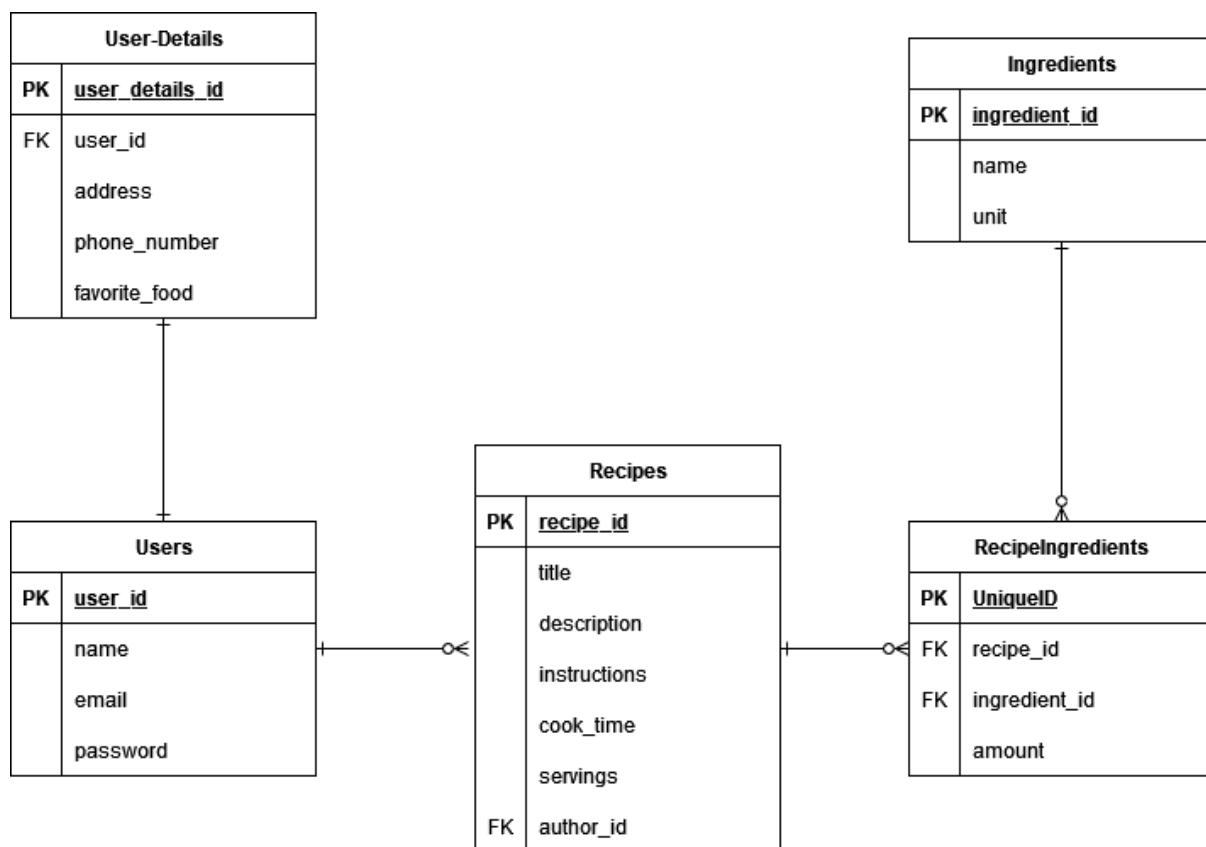 User-Details
PK user_details_id
FK user_id
address
phone_number
favorite_food
Ingredients
PK ingredient_id
name
unit
Users
PK user_id
name
email
password
Recipes
PK recipe_id
title
description
instructions
cook_time
servings
FK author_id
RecipeIngredients
PK UniqueID
FK recipe_id
FK ingredient_id
amount